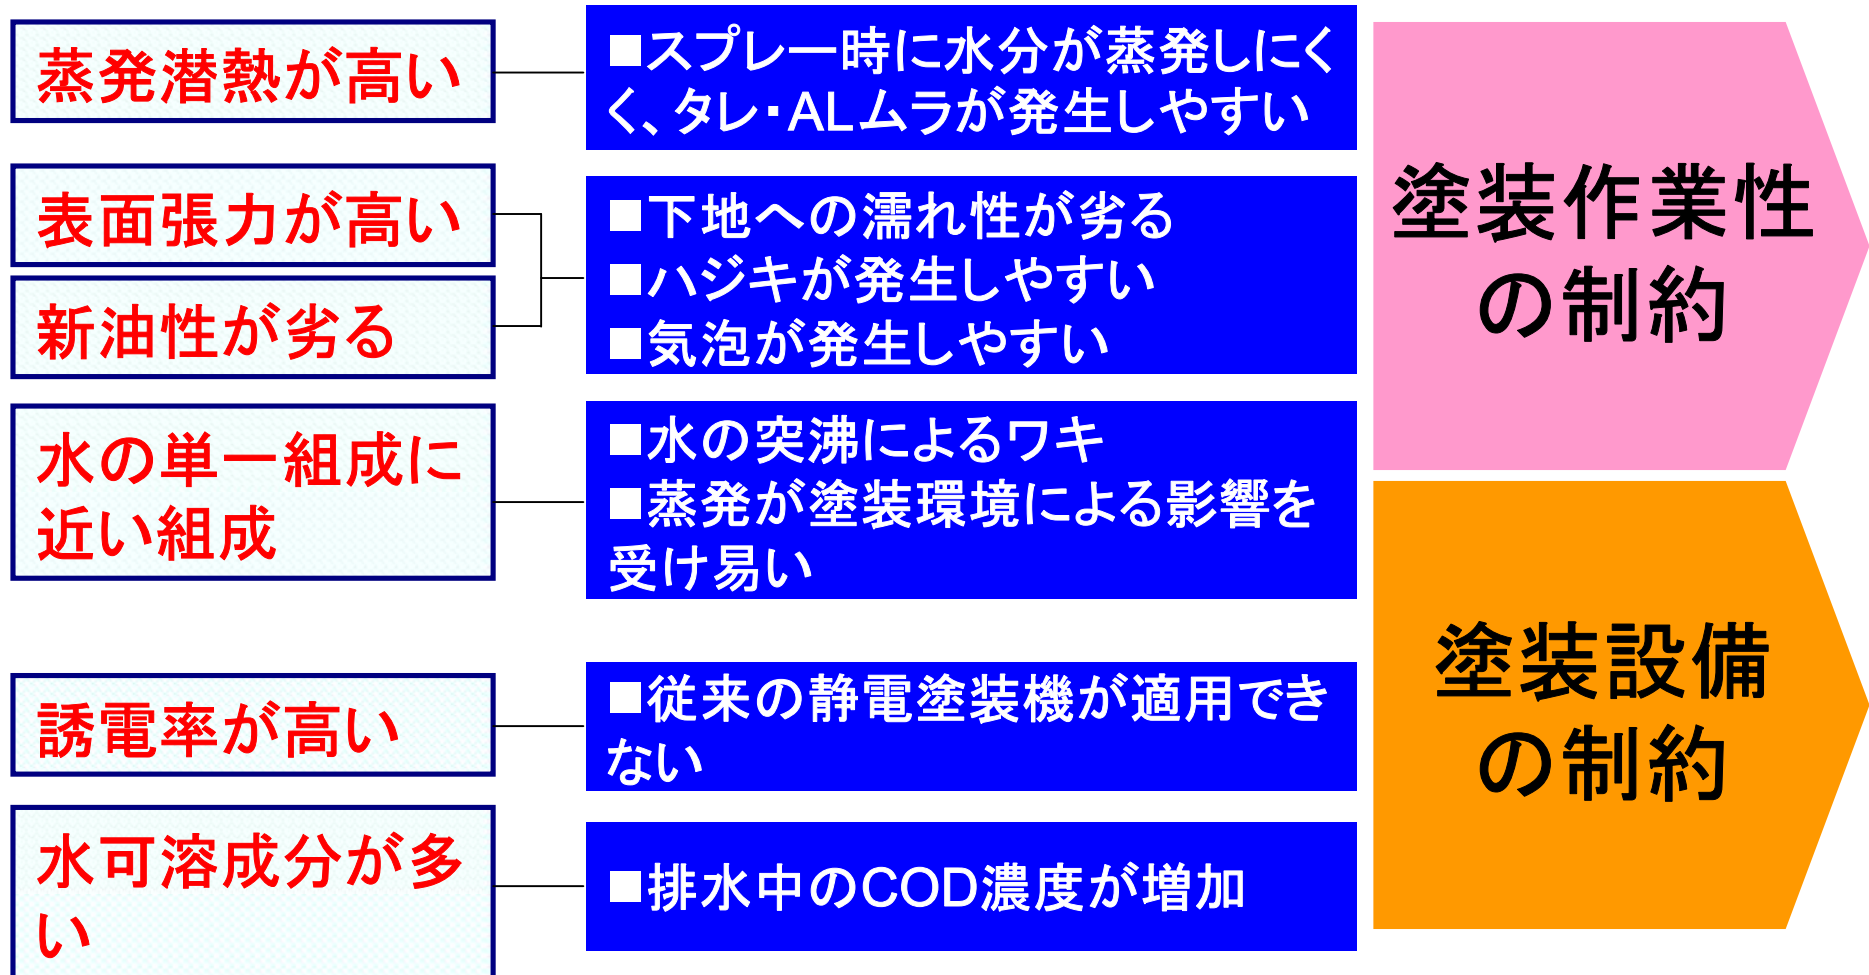 蒸発潜熱が高い
■スプレー時に水分が蒸発しにく
く、タレ・ALムラが発生しやすい
表面張力が高い
新油性が劣る
■下地への濡れ性が劣る
■ハジキが発生しやすい
■気泡が発生しやすい
水の単一組成に
近い組成
■水の突沸によるワキ
■蒸発が塗装環境による影響を
受け易い
誘電率が高い
■従来の静電塗装機が適用でき
ない
水可溶成分が多
い
■排水中のCOD濃度が増加
塗装作業性
の制約
塗装設備
の制約